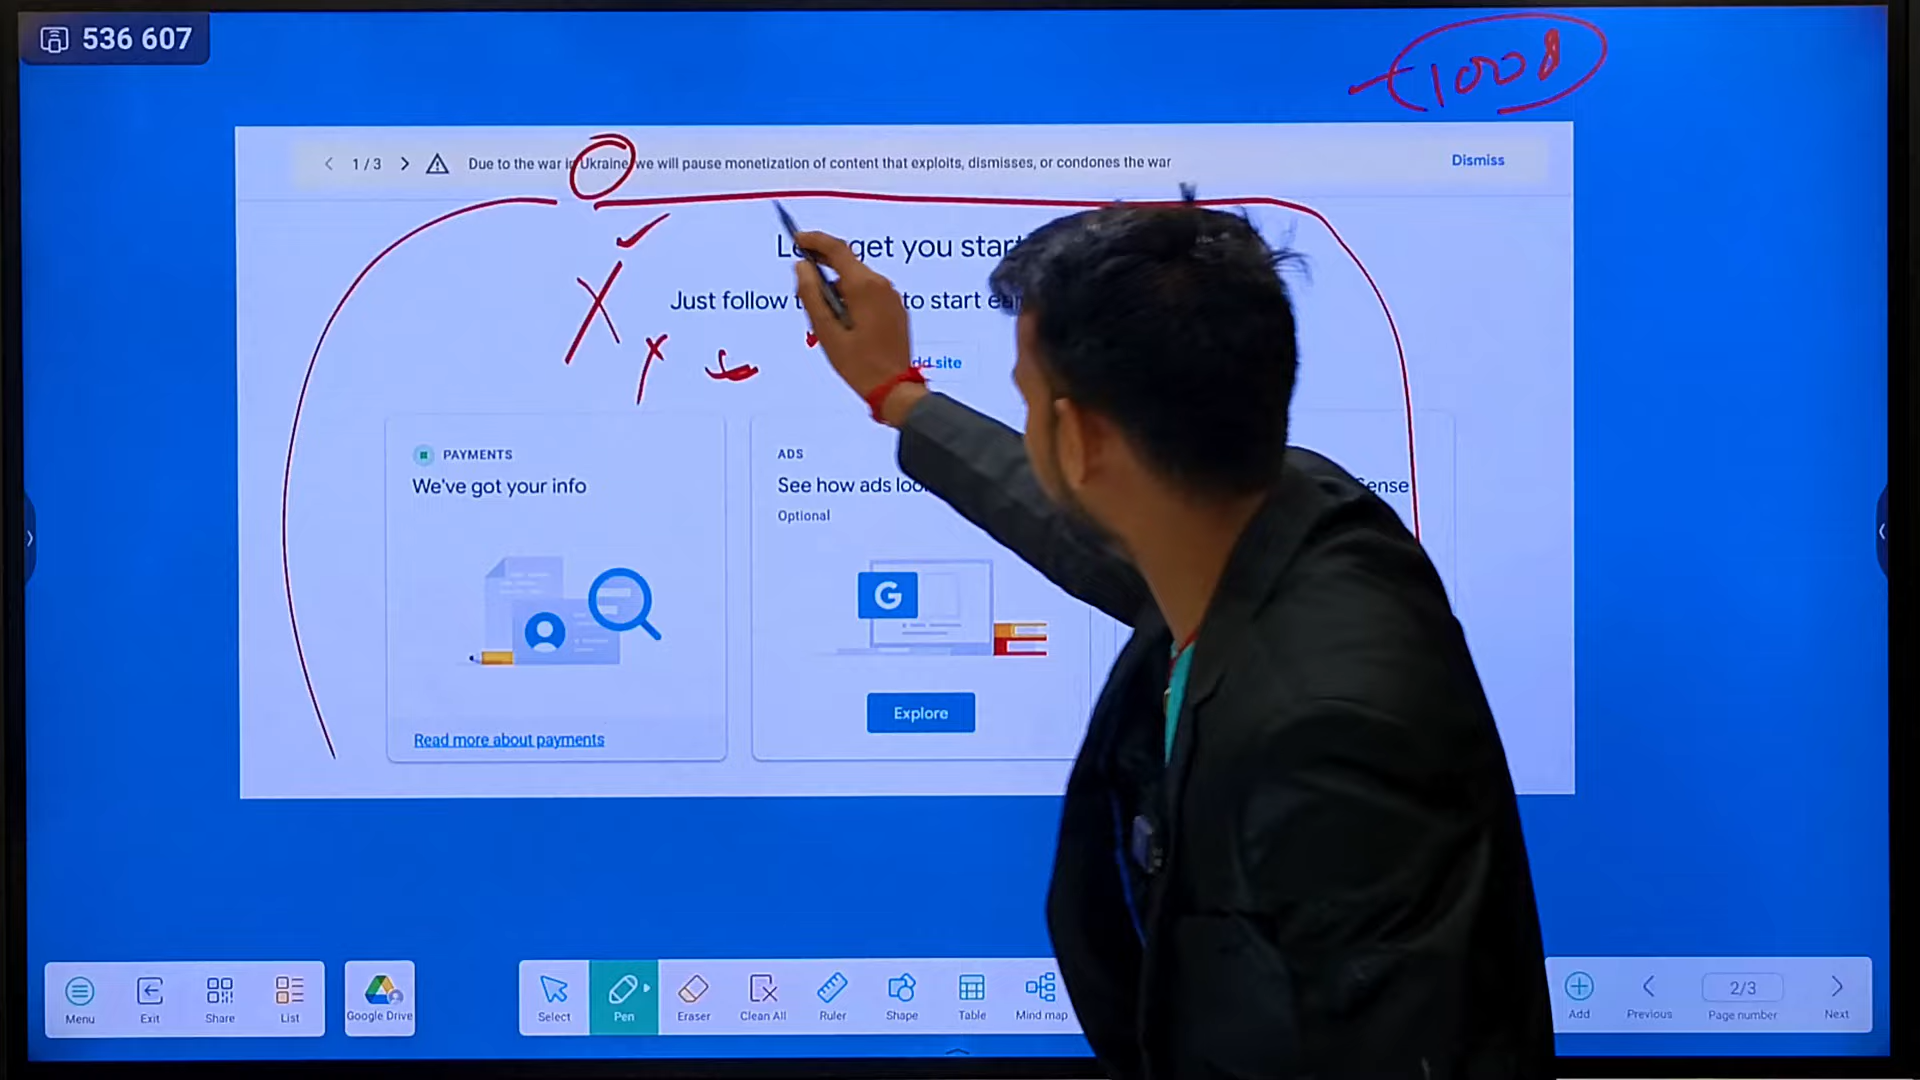 536 607
1008
1 / 3 Due to the war in Ukraine, we will pause monetization of content that exploits, dismisses, or condones the war Dismiss
get you star
Just follow to start ear
dd site
PAYMENTS
We've got your info
Read more about payments
ADS
See how ads loo
Optional
G
Explore
Sense
Menu Exit Share List Google Drive Select Pen Eraser Clean All Ruler Shape Table Mind map Add Previous 2/3 Page number Next